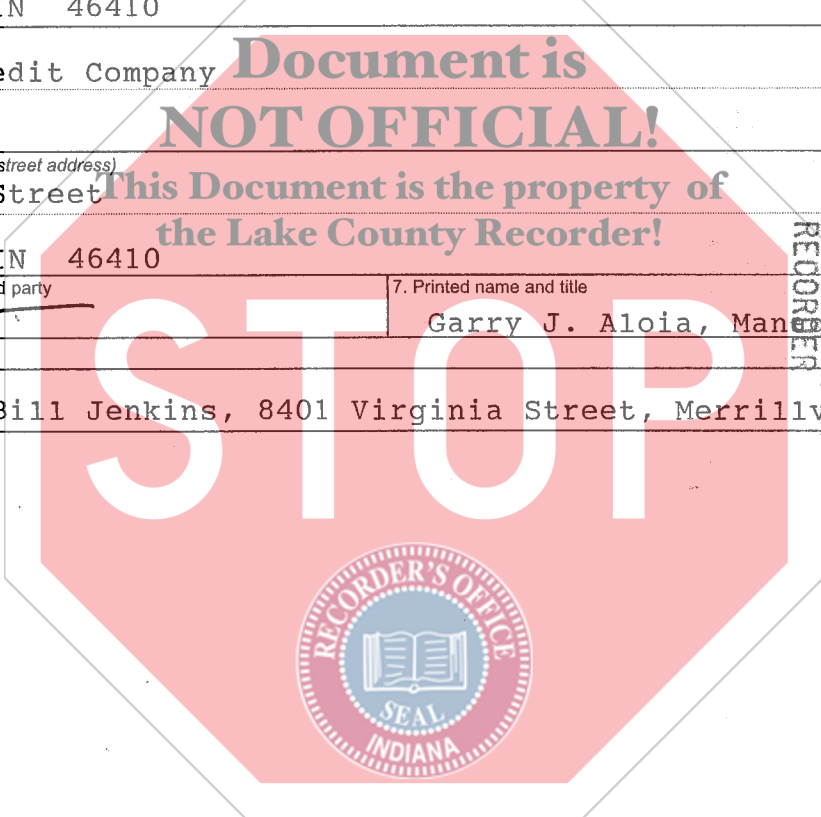 IN 46410
edit Company
Document is
NOT OFFICIAL!
street address)
Street
This Document is the property of
the Lake County Recorder!
IN 46410
d party
7. Printed name and title
Garry J. Aloia, Man
RECORDER
STOP
Bill Jenkins, 8401 Virginia Street, Merrillv
RECORDER'S OFFICE
SEAL
INDIANA